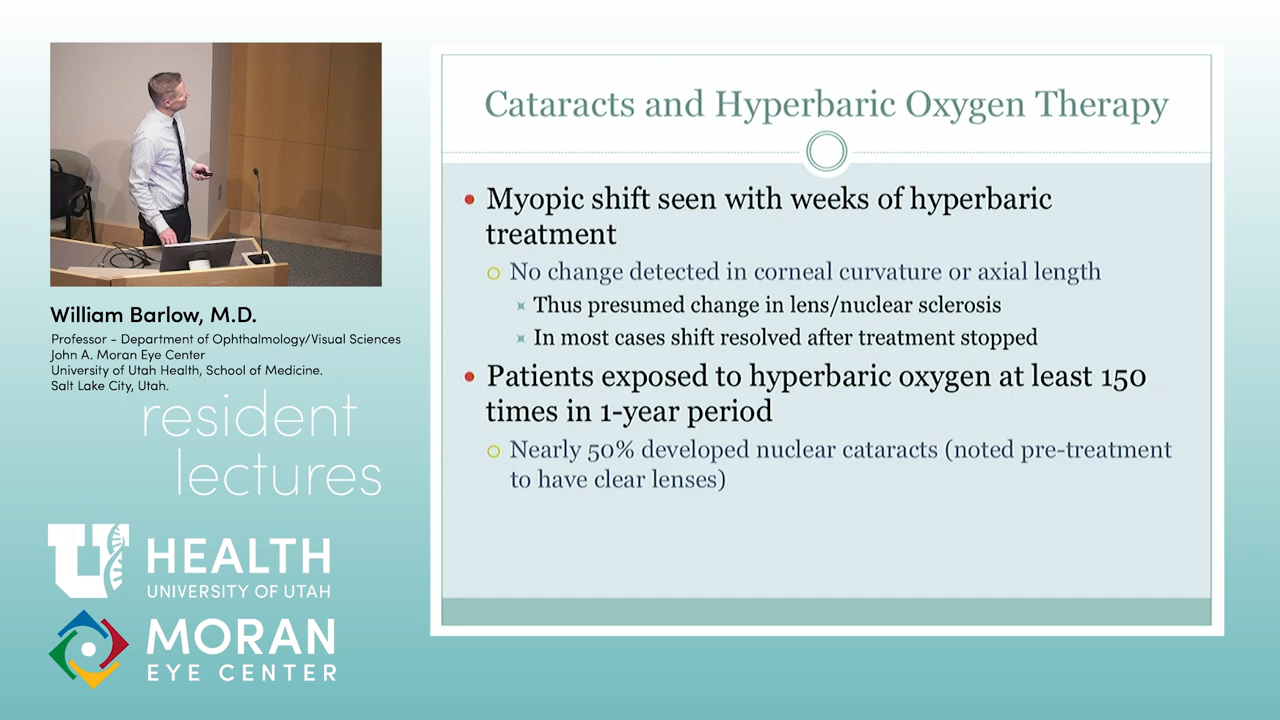 William Barlow, M.D.
Professor - Department of Ophthalmology/Visual Sciences
John A. Moran Eye Center
University of Utah Health, School of Medicine.
Salt Lake City, Utah.
resident
lectures
U
HEALTH
UNIVERSITY OF UTAH
MORAN
EYE CENTER
Cataracts and Hyperbaric Oxygen Therapy
Myopic shift seen with weeks of hyperbaric
treatment
No change detected in corneal curvature or axial length
Thus presumed change in lens/nuclear sclerosis
In most cases shift resolved after treatment stopped
Patients exposed to hyperbaric oxygen at least 150
times in 1-year period
Nearly 50% developed nuclear cataracts (noted pre-treatment
to have clear lenses)